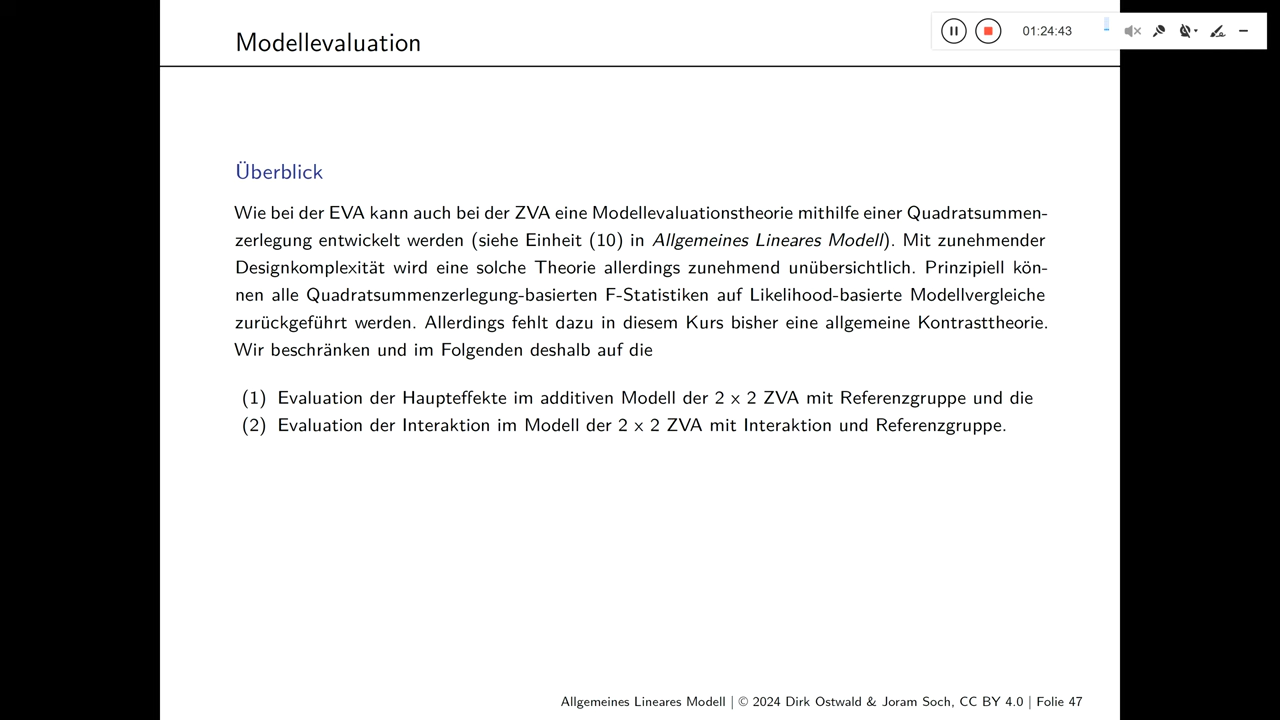 Modellevaluation
01:24:43
Überblick
Wie bei der EVA kann auch bei der ZVA eine Modellevaluationstheorie mithilfe einer Quadratsummen-
zerlegung entwickelt werden (siehe Einheit (10) in Allgemeines Lineares Modell). Mit zunehmender
Designkomplexität wird eine solche Theorie allerdings zunehmend unübersichtlich. Prinzipiell kön-
nen alle Quadratsummenzerlegung-basierten F-Statistiken auf Likelihood-basierte Modellvergleiche
zurückgeführt werden. Allerdings fehlt dazu in diesem Kurs bisher eine allgemeine Kontrasttheorie.
Wir beschränken und im Folgenden deshalb auf die
(1) Evaluation der Haupteffekte im additiven Modell der 2 × 2 ZVA mit Referenzgruppe und die
(2) Evaluation der Interaktion im Modell der 2 × 2 ZVA mit Interaktion und Referenzgruppe.
Allgemeines Lineares Modell | © 2024 Dirk Ostwald & Joram Soch, CC BY 4.0 | Folie 47